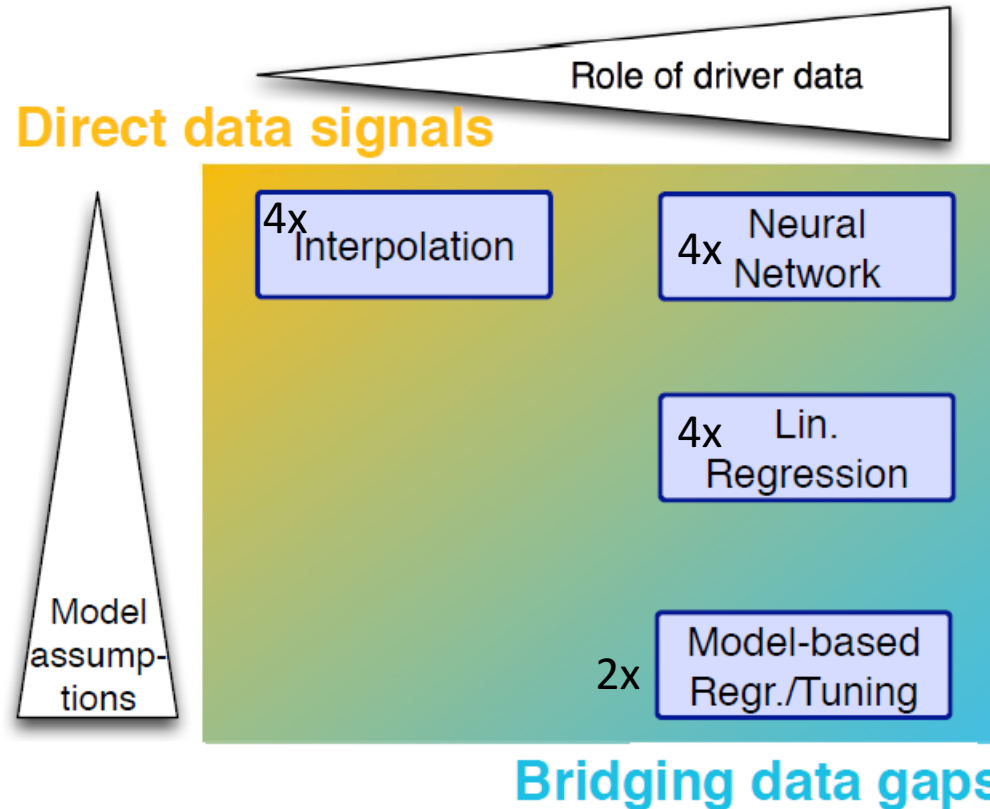 Role of driver data
Direct data signals
4x
Interpolation
4x
Neural
Network
4x
Lin.
Regression
Model
assump-
tions
2x
Model-based
Regr./Tuning
Bridging data gaps